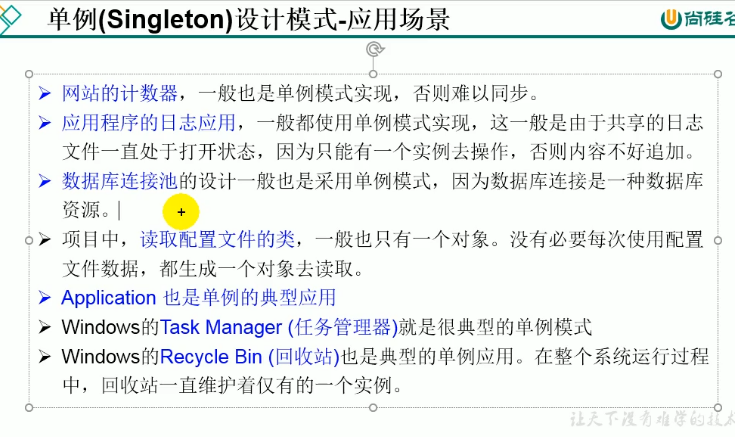 单例(Singleton)设计模式-应用场景
尚硅谷
网站的计数器，一般也是单例模式实现，否则难以同步。
应用程序的日志应用，一般都使用单例模式实现，这一般是由于共享的日志
文件一直处于打开状态，因为只能有一个实例去操作，否则内容不好追加。
数据库连接池的设计一般也是采用单例模式，因为数据库连接是一种数据库
资源。
项目中，读取配置文件的类，一般也只有一个对象。没有必要每次使用配置
文件数据，都生成一个对象去读取。
Application 也是单例的典型应用
Windows的Task Manager (任务管理器)就是很典型的单例模式
Windows的Recycle Bin (回收站)也是典型的单例应用。在整个系统运行过程
中，回收站一直维护着仅有的一个实例。
让天下没有难学的技术